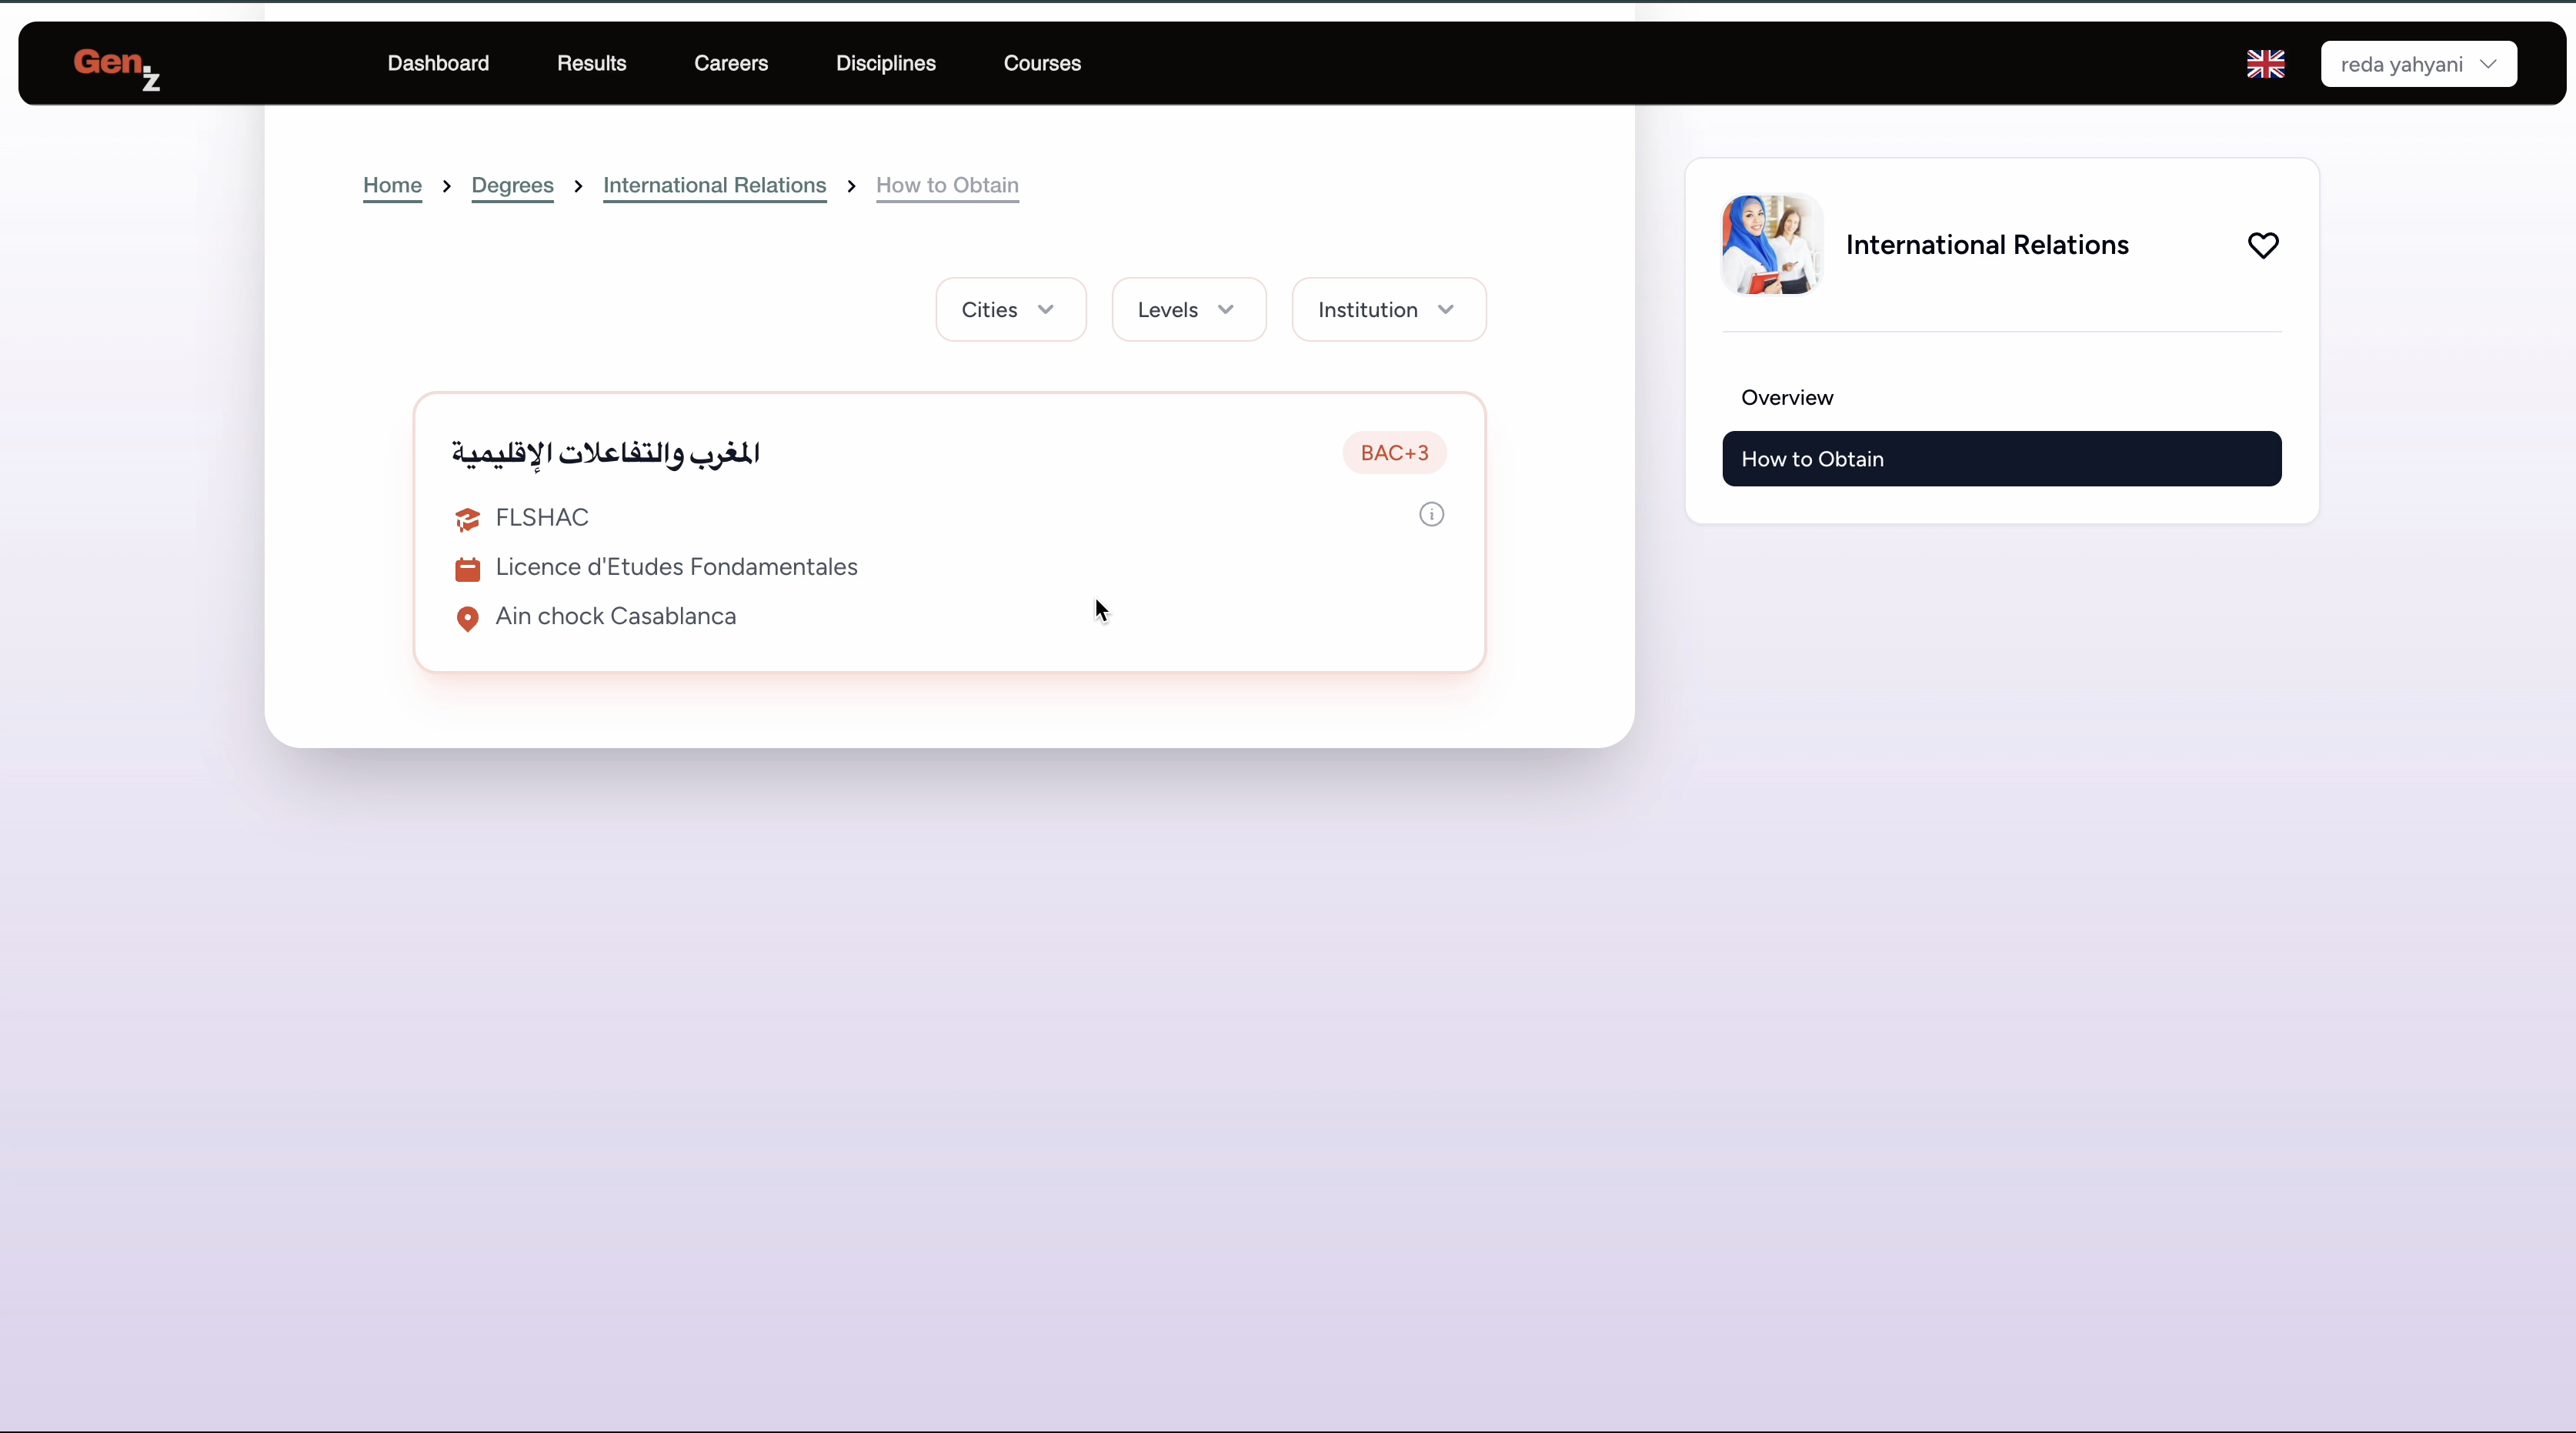 Gen.z
Dashboard
Results
Careers
Disciplines
Courses
reda yahyani
Home > Degrees > International Relations > How to Obtain
Cities
Levels
Institution
المغرب والتفاعلات الإقليمية
BAC+3
FLSHAC
Licence d'Etudes Fondamentales
Ain chock Casablanca
International Relations
Overview
How to Obtain